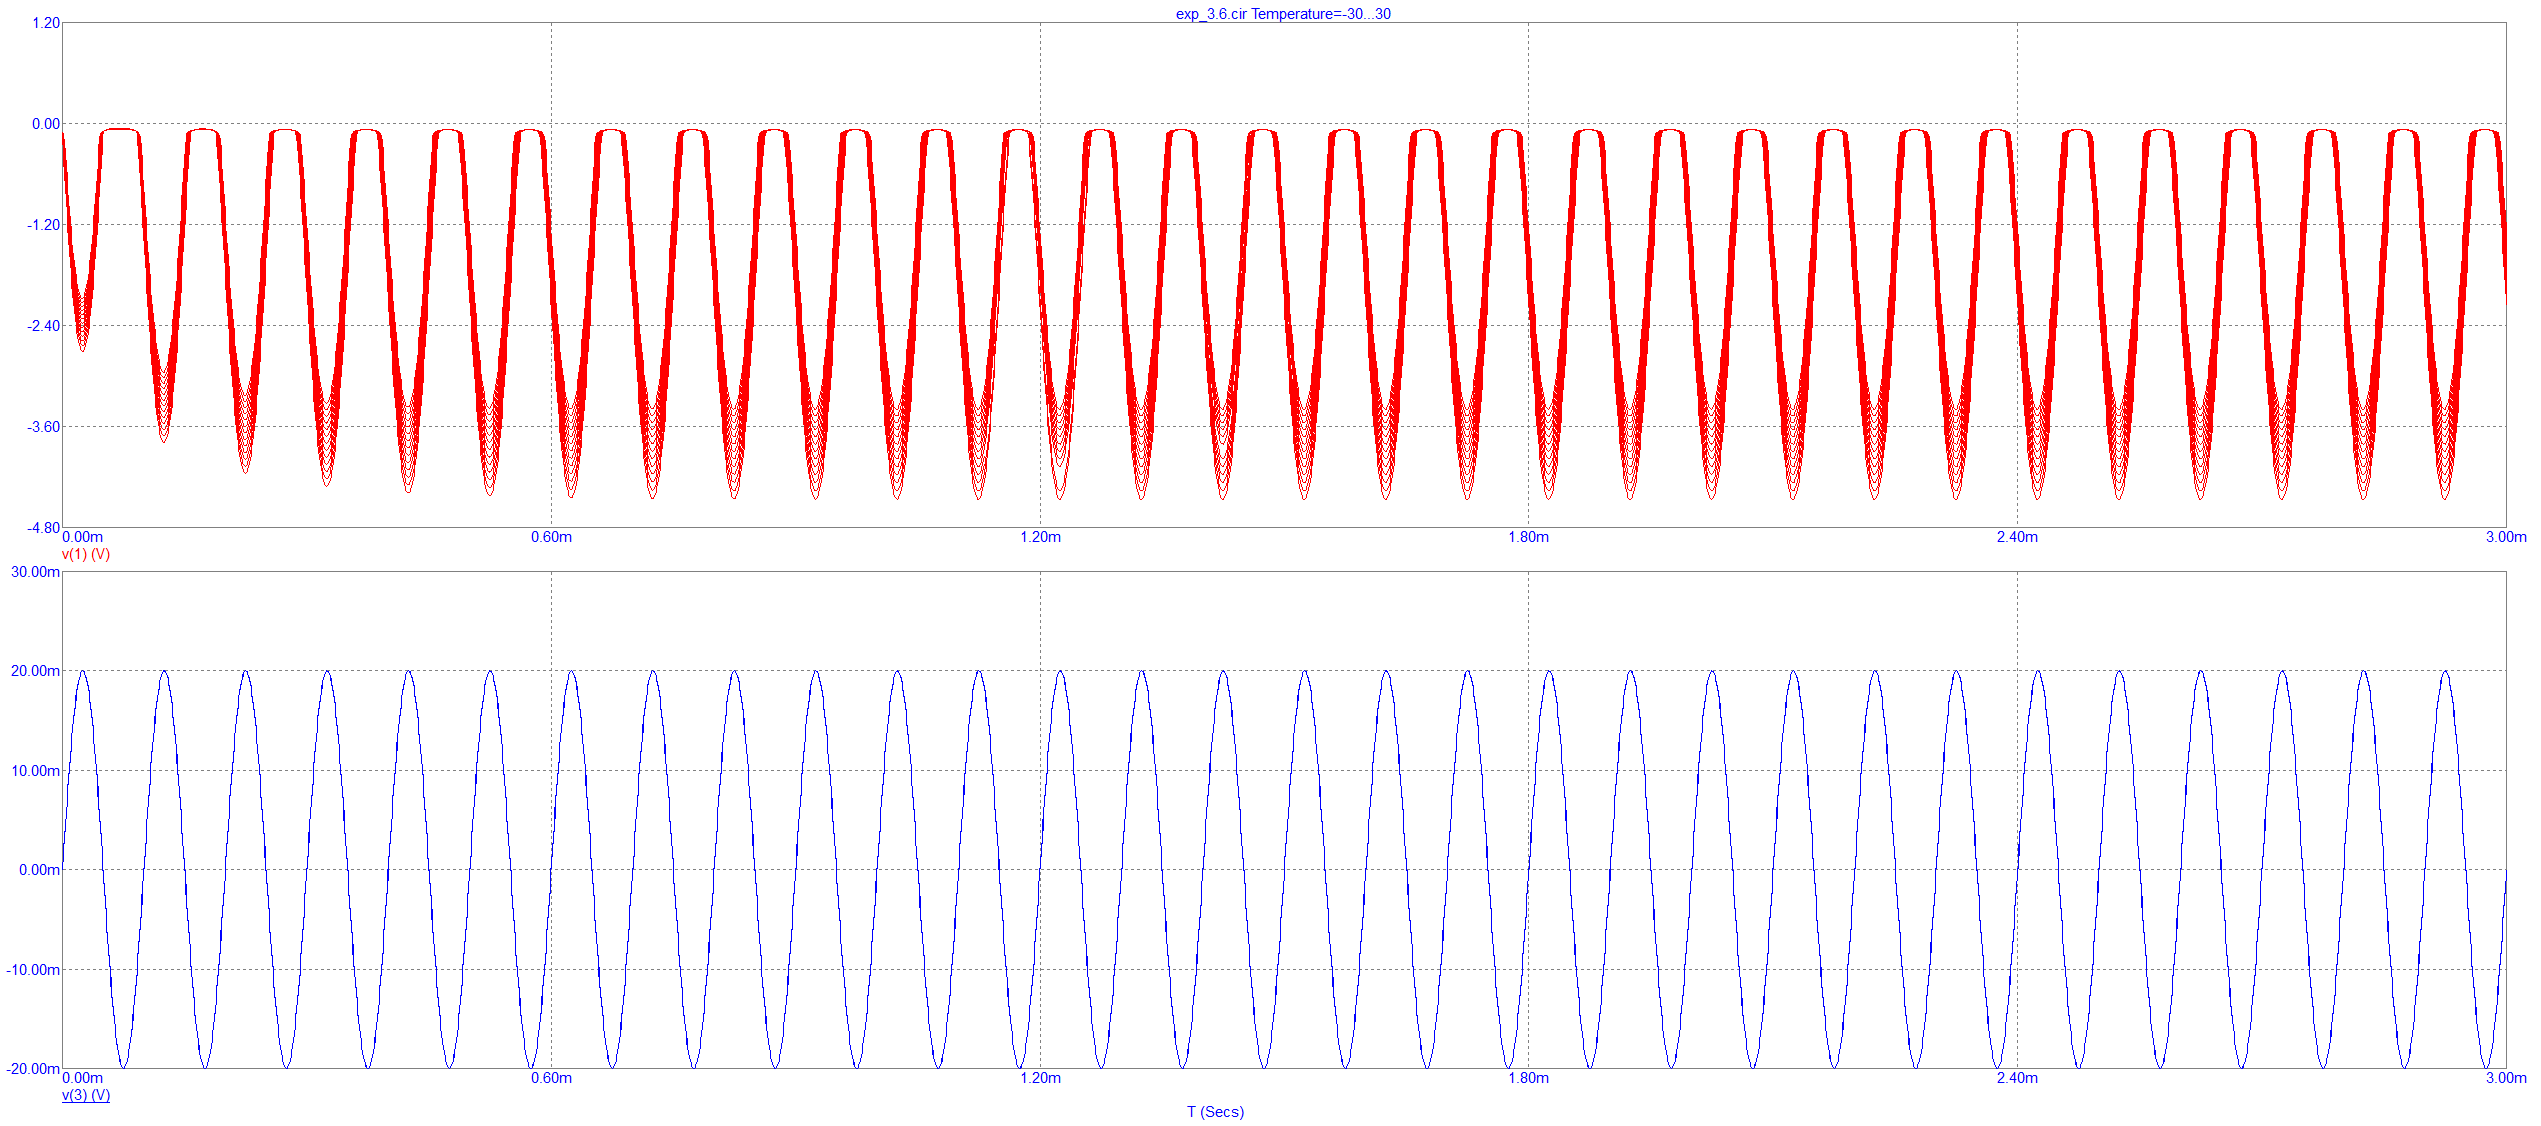 exp_3.6.cir Temperature=-30...30
1.20
0.00
-1.20
-2.40
-3.60
-4.80
0.00m 0.60m 1.20m 1.80m 2.40m 3.00m
v(1) (V)
30.00m
20.00m
10.00m
0.00m
-10.00m
-20.00m
0.00m 0.60m 1.20m 1.80m 2.40m 3.00m
v(3) (V)
T (Secs)